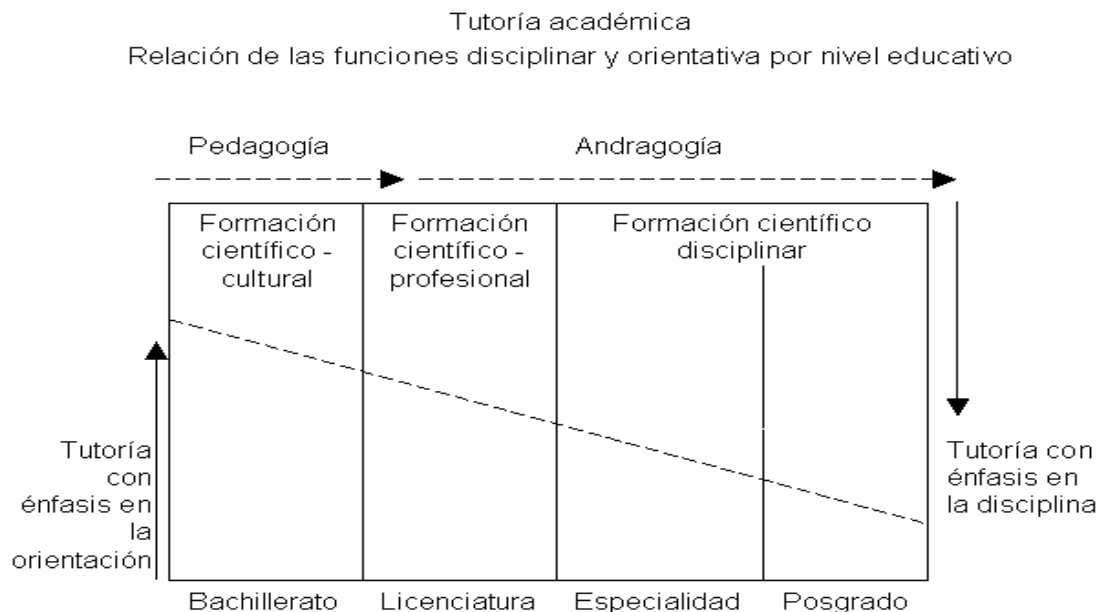 Tutoría académica
Relación de las funciones disciplinar y orientativa por nivel educativo
Pedagogía
Andragogía
Formación
científico -
cultural
Formación
científico -
profesional
Formación científico
disciplinar
Tutoría
con
énfasis en
la
orientación
Tutoría con
énfasis en
la disciplina
Bachillerato
Licenciatura
Especialidad
Posgrado